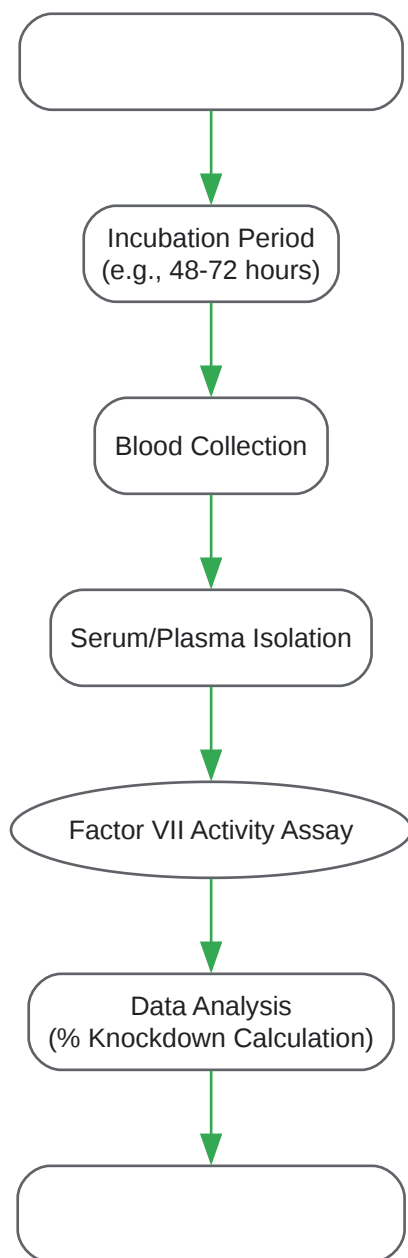 Incubation Period
(e.g., 48-72 hours)
Blood Collection
Serum/Plasma Isolation
Factor VII Activity Assay
Data Analysis
(% Knockdown Calculation)